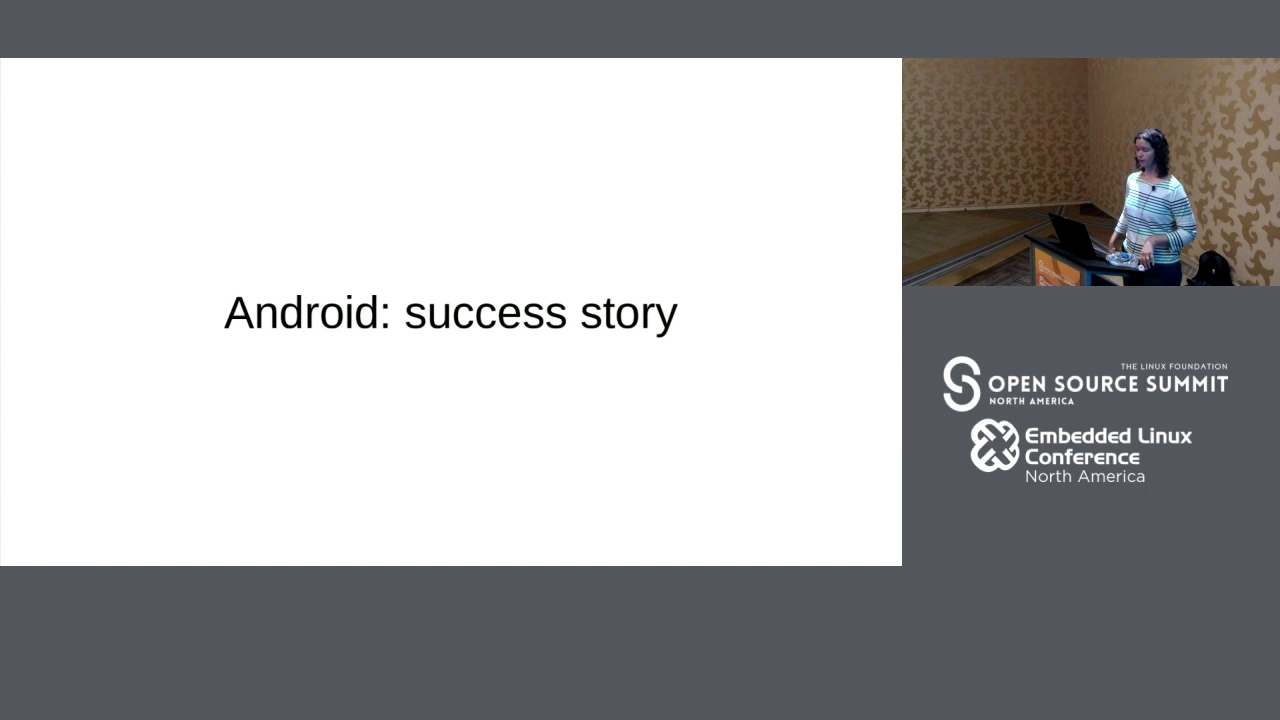 Android: success story
THE LINUX FOUNDATION
OPEN SOURCE SUMMIT
NORTH AMERICA
Embedded Linux
Conference
North America